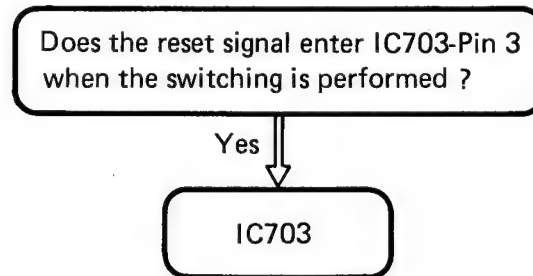 Does the reset signal enter IC703-Pin 3
when the switching is performed ?
Yes
IC703